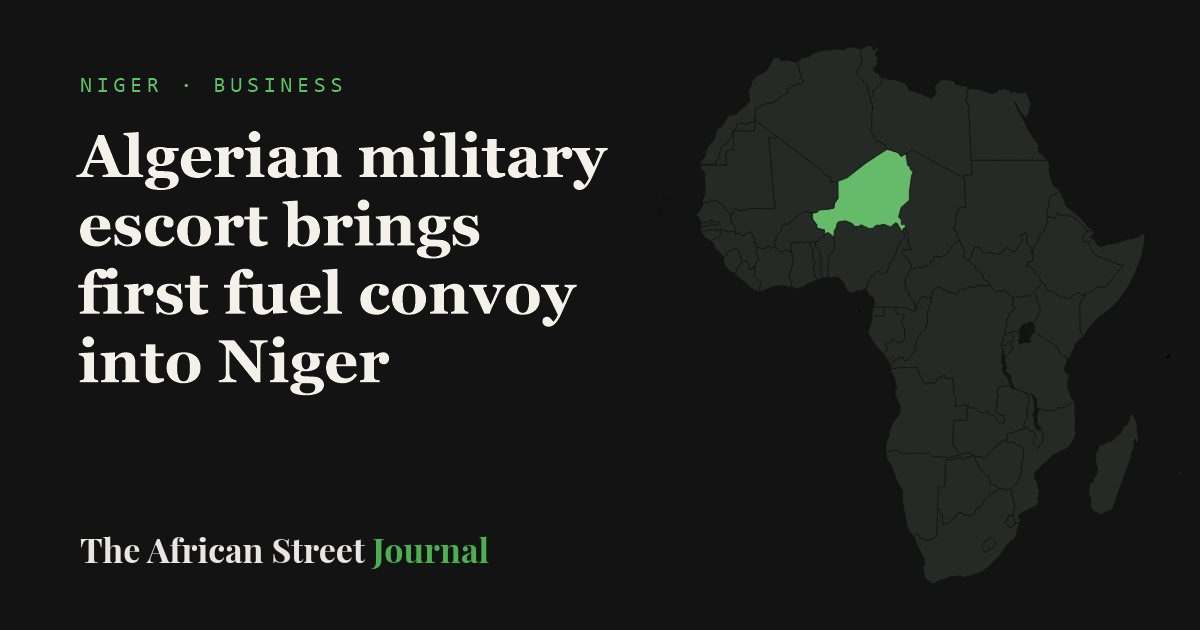 NIGER · BUSINESS
Algerian military
escort brings
first fuel convoy
into Niger
The African Street Journal